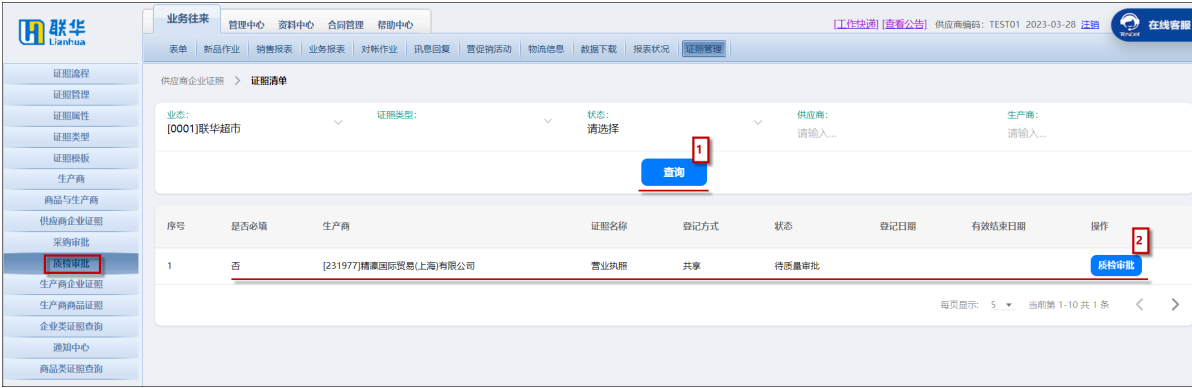 联华
Lianhua
业务往来 管理中心 资料中心 合同管理 帮助中心
[工作快递] [查看公告] 供应商编码：TEST01 2023-03-28 注销
在线客服
表单 新品作业 销售报表 业务报表 对帐作业 讯息回复 营促销活动 物流信息 数据下载 报表状况 证照管理
证照流程
证照管理
证照属性
证照类型
证照模板
生产商
商品与生产商
供应商企业证照
采购审批
质检审批
生产商企业证照
生产商商品证照
企业类证照查询
通知中心
商品类证照查询
供应商企业证照 > 证照清单
业态: 证照类型: 状态: 供应商: 生产商:
[0001]联华超市 请选择 请输入... 请输入...
1
查询
序号 是否必填 生产商 证照名称 登记方式 状态 登记日期 有效结束日期 操作
2
1 否 [231977]精瀛国际贸易(上海)有限公司 营业执照 共享 待质量审批 质检审批
每页显示: 5 当前第 1-10 共 1 条